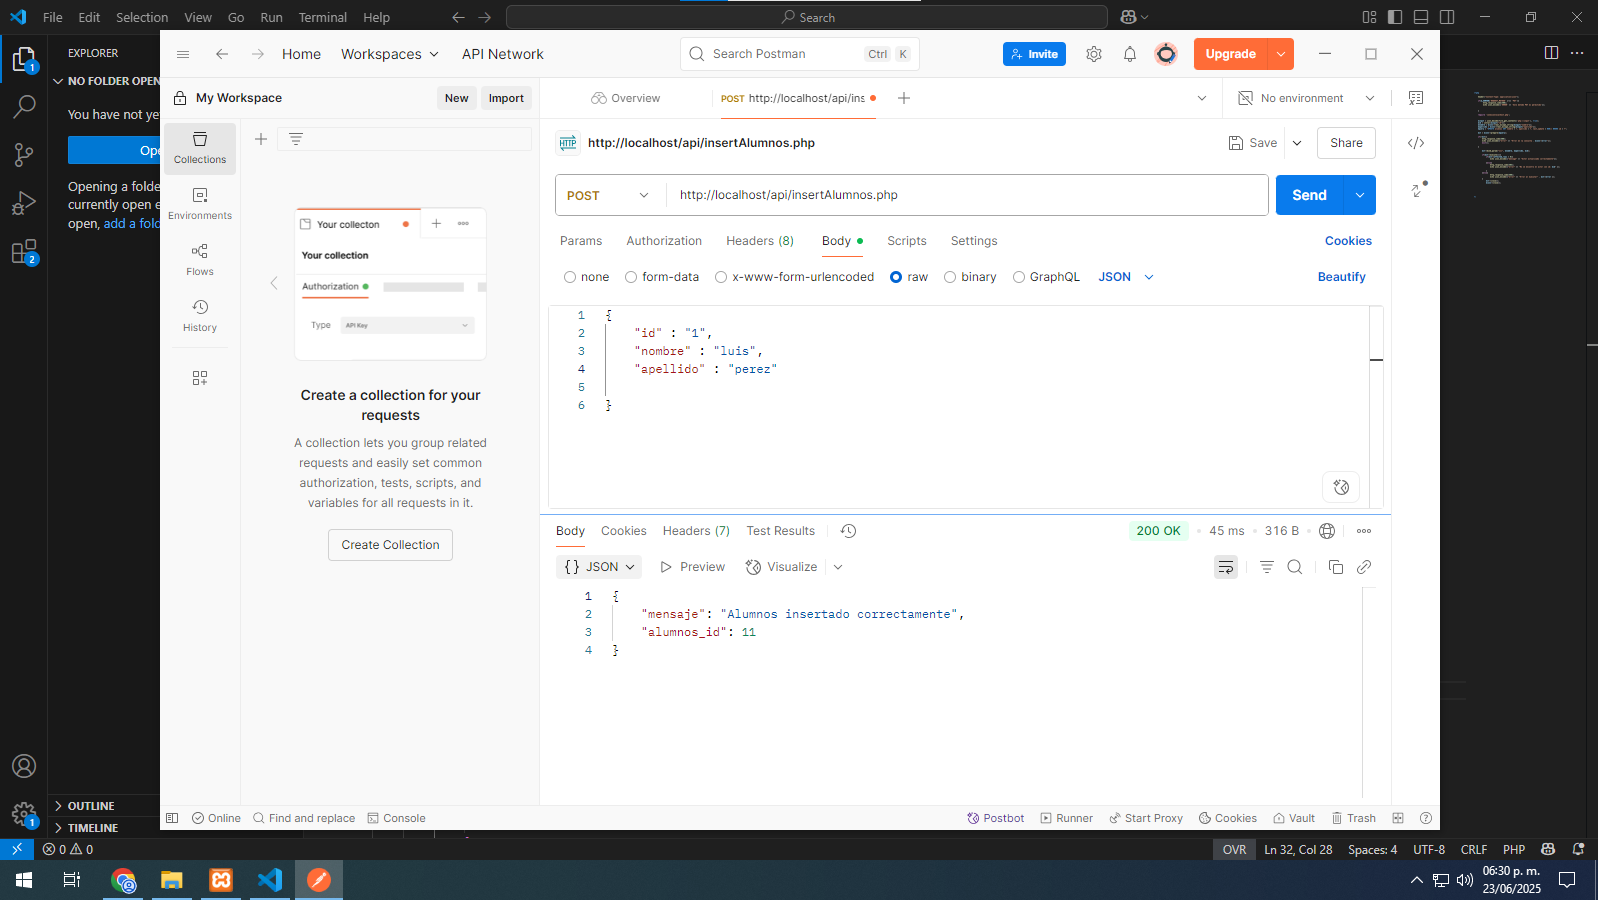 File Edit Selection View Go Run Terminal Help
Search
EXPLORER
NO FOLDER OPEN
You have not ye
Ope
Opening a folde
currently open e
open, add a fold
OUTLINE
TIMELINE
Home Workspaces API Network
Search Postman Ctrl K
Invite
Upgrade
My Workspace
New Import
Overview
POST http://localhost/api/ins
No environment
Collections
Environments
Flows
History
Your collecton
Your collection
Authorization
Type API Key
Create a collection for your
requests
A collection lets you group related
requests and easily set common
authorization, tests, scripts, and
variables for all requests in it.
Create Collection
HTTP http://localhost/api/insertAlumnos.php
Save Share
POST http://localhost/api/insertAlumnos.php
Send
Params Authorization Headers (8) Body Scripts Settings Cookies
none form-data x-www-form-urlencoded raw binary GraphQL JSON Beautify
1 {
2 "id" : "1",
3 "nombre" : "luis",
4 "apellido" : "perez"
5
6 }
Body Cookies Headers (7) Test Results 200 OK 45 ms 316 B
{} JSON Preview Visualize
1 {
2 "mensaje": "Alumnos insertado correctamente",
3 "alumnos_id": 11
4 }
Online Find and replace Console Postbot Runner Start Proxy Cookies Vault Trash
0 0 OVR Ln 32, Col 28 Spaces: 4 UTF-8 CRLF PHP
06:30 p. m.
23/06/2025